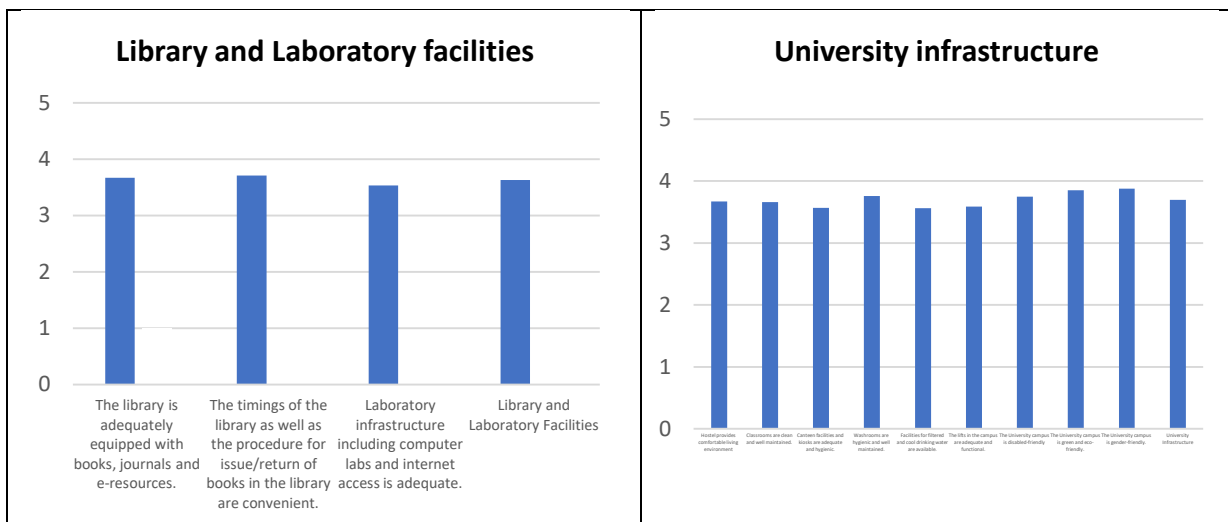 Library and Laboratory facilities
5
4
3
2
1
0
The library is
adequately
equipped with
books, journals and
e-resources.
The timings of the
library as well as
the procedure for
issue/return of
books in the library
are convenient.
Laboratory
infrastructure
including computer
labs and internet
access is adequate.
Library and
Laboratory Facilities
University infrastructure
5
4
3
2
1
0
Hostel provides
comfortable living
environment
Classrooms are clean
and well maintained.
Canteen facilities and
kiosks are adequate
and hygienic.
Washrooms are
hygienic and well
maintained.
Facilities for filtered
and cool drinking water
are available.
The lifts in the campus
are adequate and
functional.
The University campus
is disabled-friendly
The University campus
is green and eco-
friendly.
The University campus
is gender-friendly.
University
Infrastructure